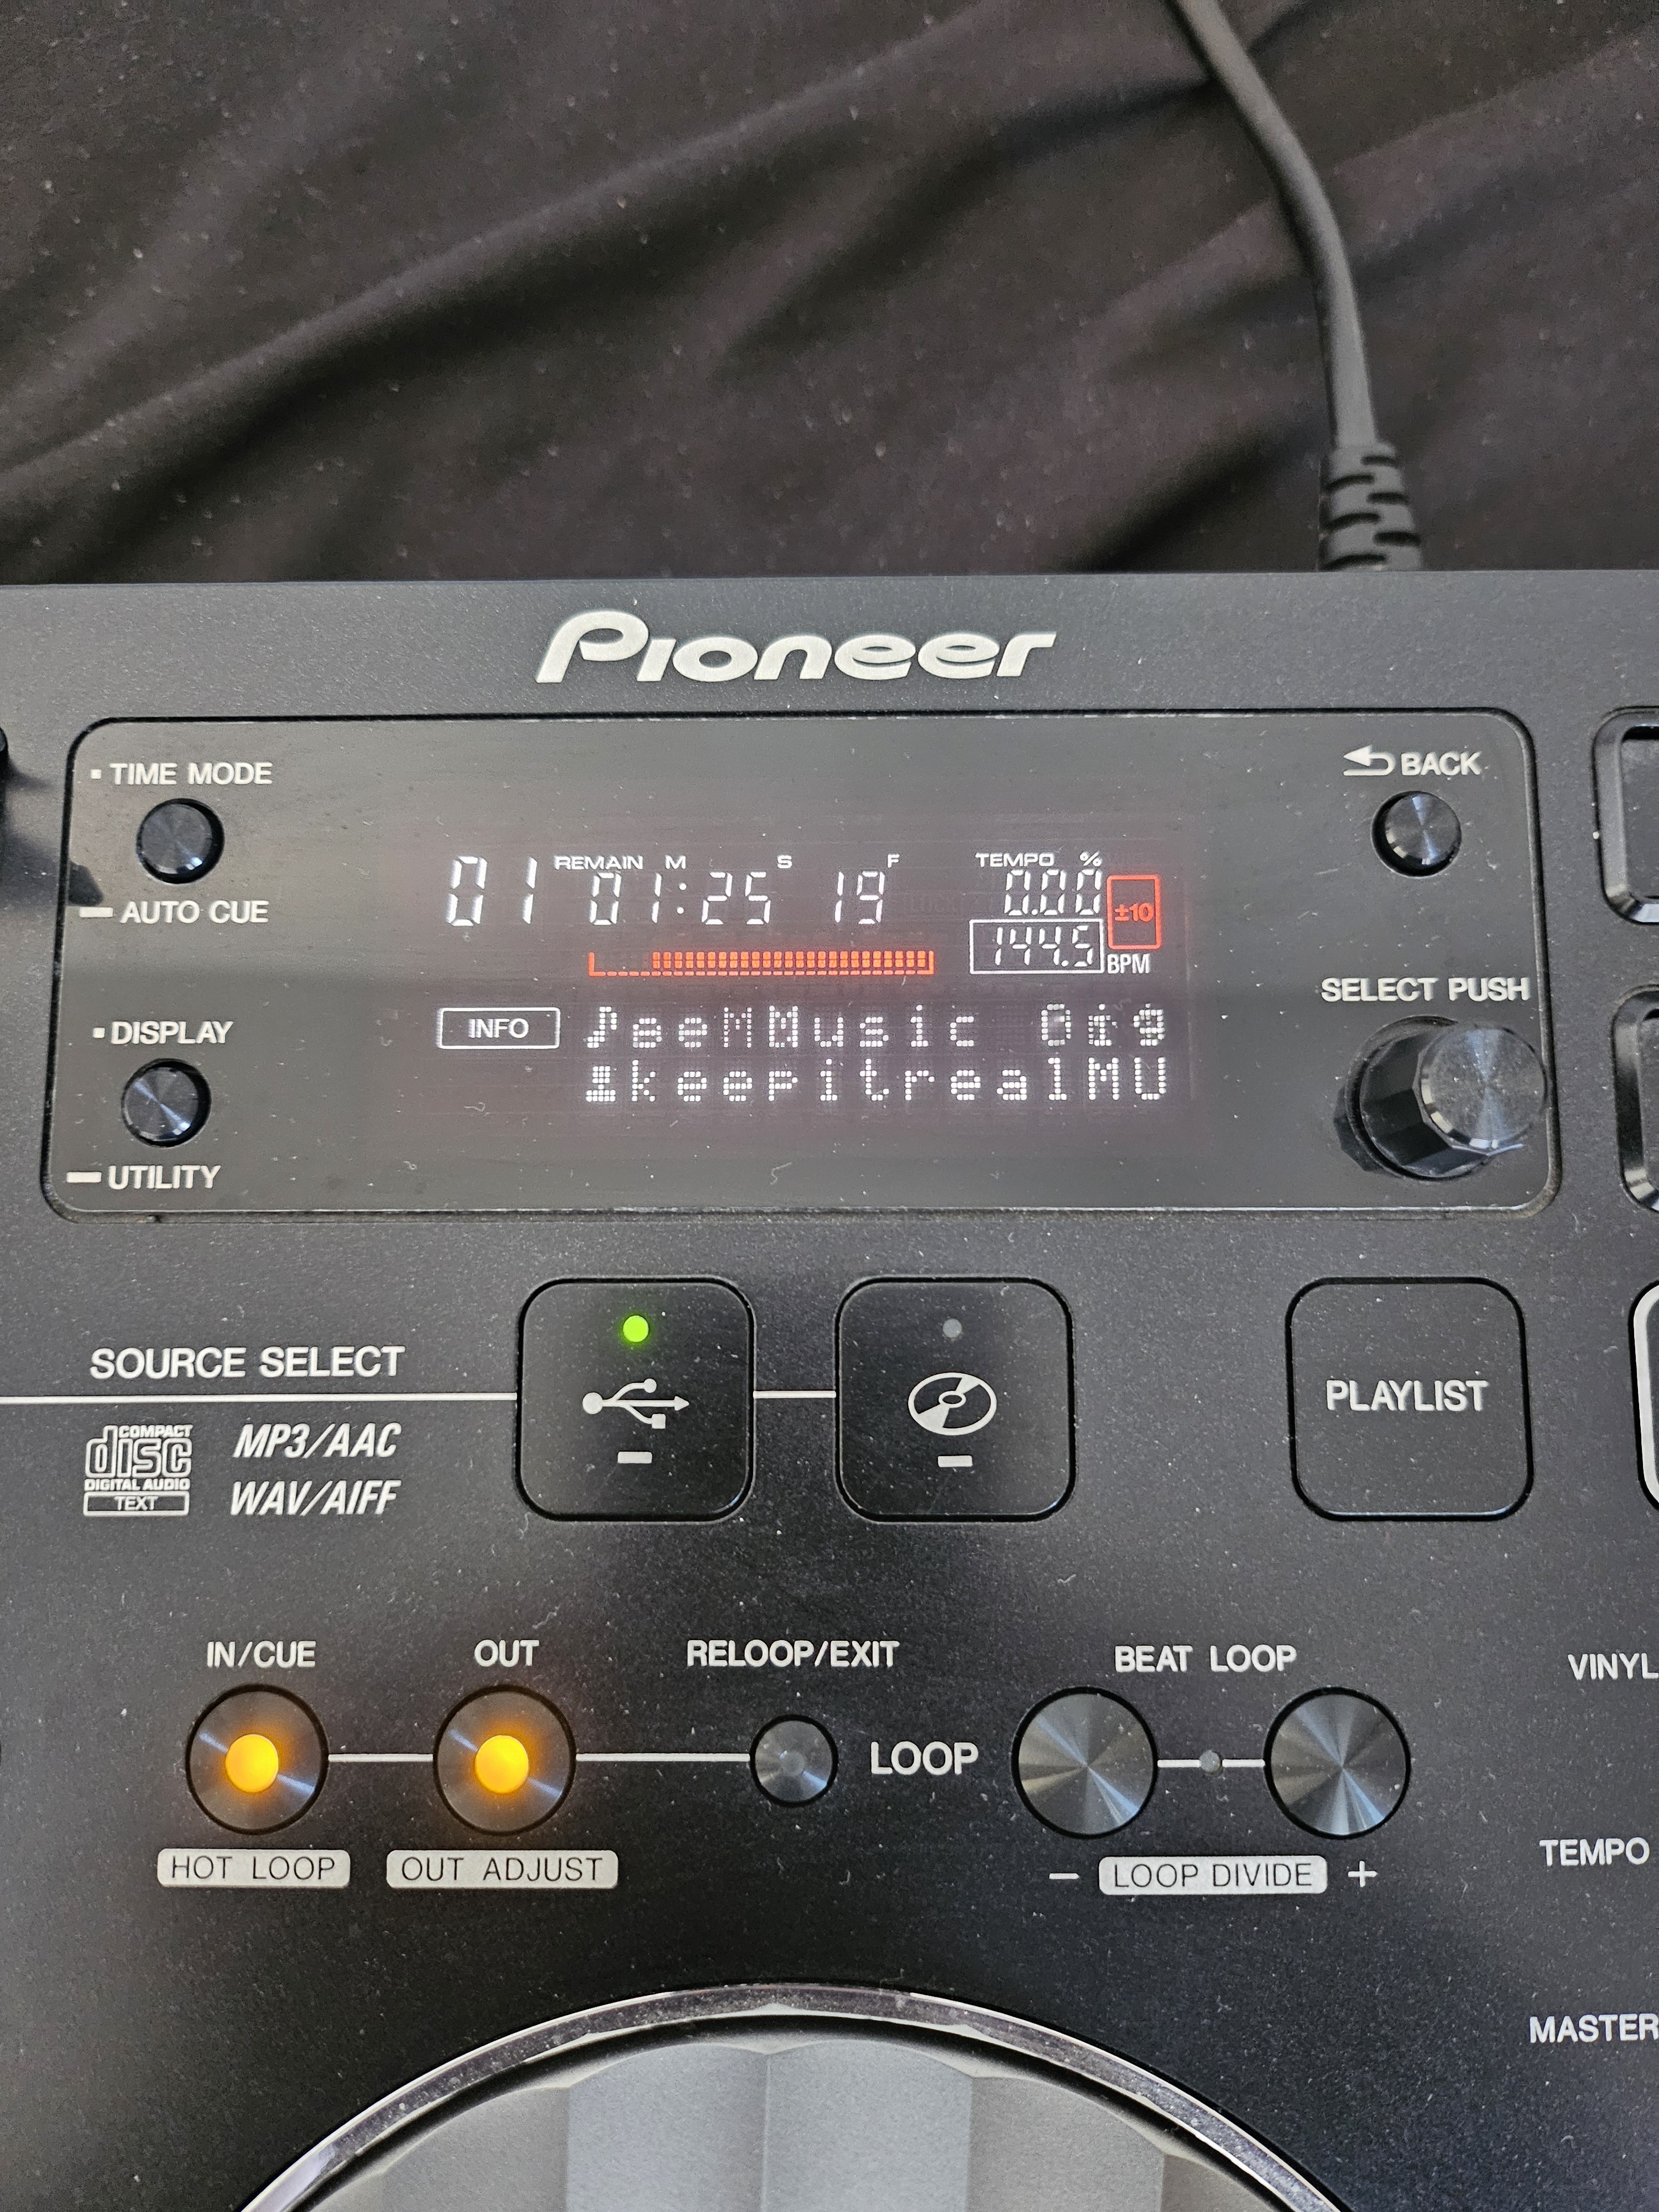 Pioneer
TIME MODE
BACK
AUTO CUE
01 REMAIN M S F
01:25 19
TEMPO %
0.00
±10
144.5
BPM
SELECT PUSH
DISPLAY
INFO
keepitrealMU
UTILITY
SOURCE SELECT
COMPACT
disc
DIGITAL AUDIO
TEXT
MP3/AAC
WAV/AIFF
PLAYLIST
IN/CUE OUT RELOOP/EXIT BEAT LOOP
VINYL
LOOP
HOT LOOP OUT ADJUST - LOOP DIVIDE +
TEMPO
MASTER